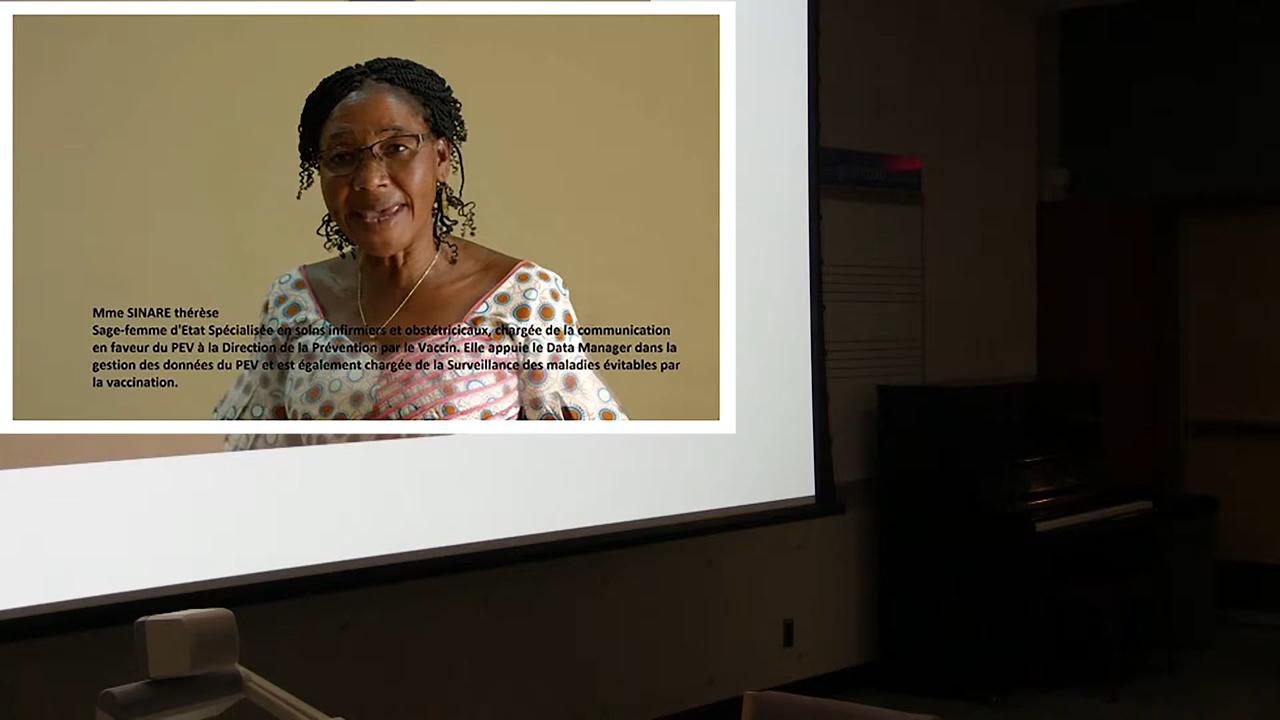 Mme SINARE thérèse
Sage-femme d'Etat Spécialisée en soins infirmiers et obstétricicaux, chargée de la communication
en faveur du PEV à la Direction de la Prévention par le Vaccin. Elle appuie le Data Manager dans la
gestion des données du PEV et est également chargée de la Surveillance des maladies évitables par
la vaccination.